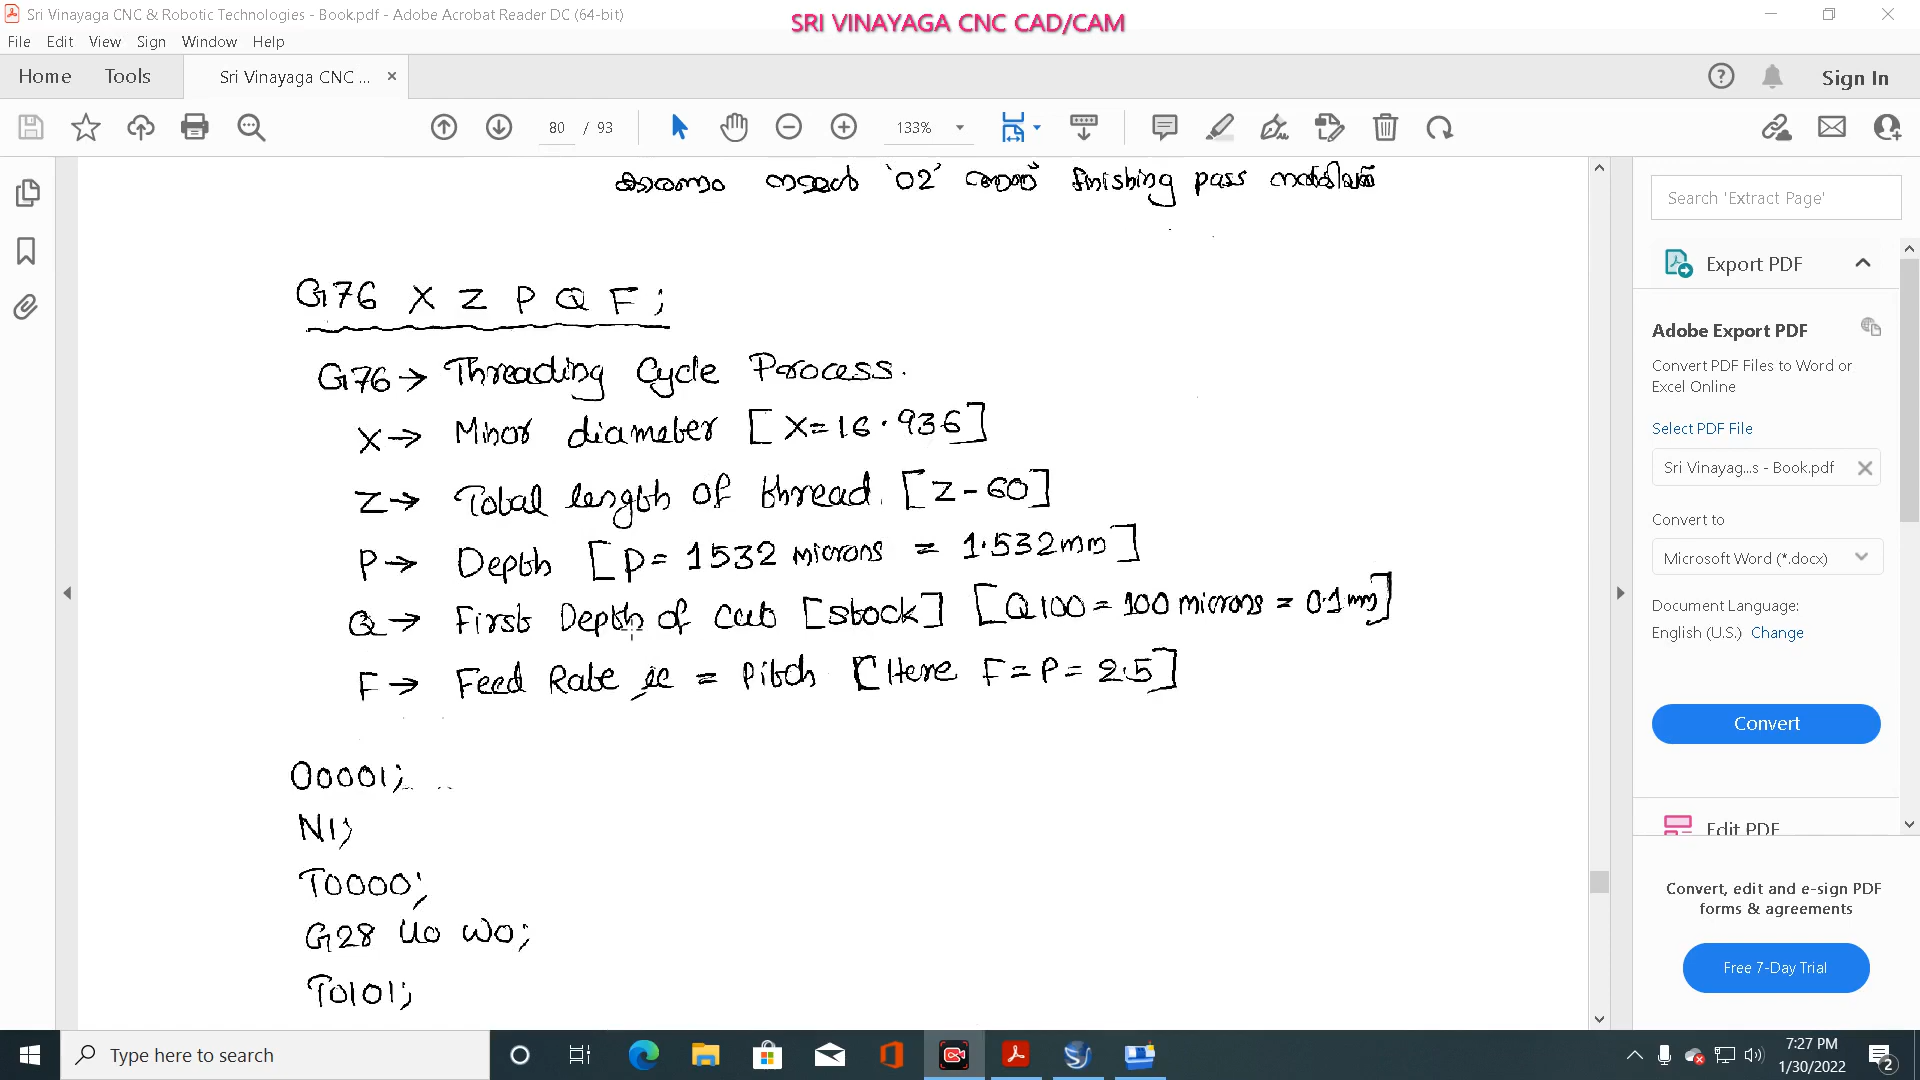 Sri Vinayaga CNC & Robotic Technologies - Book.pdf - Adobe Acrobat Reader DC (64-bit)
SRI VINAYAGA CNC CAD/CAM
File Edit View Sign Window Help
Home Tools Sri Vinayaga CNC ... × Sign In
80 / 93 133%
'02' finishing pass
G76 X Z P Q F;
G76 → Threading Cycle Process.
X → Minor diameter [X=16.936]
Z → Total length of thread. [Z-60]
P → Depth [P= 1532 microns = 1.532mm]
Q → First Depth of Cut [stock] [Q100 = 100 microns = 0.1mm]
F → Feed Rate ie = Pitch [Here F=P= 2.5]
O0001;
N1;
T0000;
G28 U0 W0;
T0101;
Search 'Extract Page'
Export PDF
Adobe Export PDF
Convert PDF Files to Word or
Excel Online
Select PDF File
Sri Vinayag...s - Book.pdf
Convert to
Microsoft Word (*.docx)
Document Language:
English (U.S.) Change
Convert
Edit PDF
Convert, edit and e-sign PDF
forms & agreements
Free 7-Day Trial
Type here to search
7:27 PM
1/30/2022
2